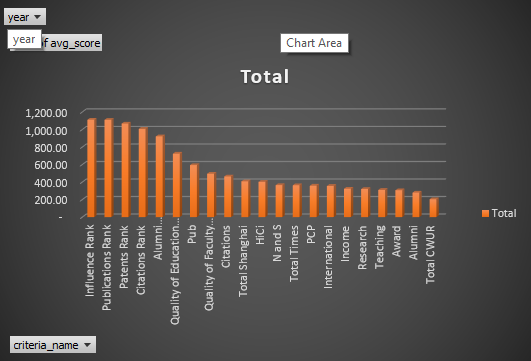 year
year
of avg_score
Chart Area
Total
1,200.00
1,000.00
800.00
600.00
400.00
200.00
-
Influence Rank
Publications Rank
Patents Rank
Citations Rank
Alumni...
Quality of Education...
Pub
Quality of Faculty...
Citations
Total Shanghai
HiCi
N and S
Total Times
PCP
International
Income
Research
Teaching
Award
Alumni
Total CWUR
Total
criteria_name